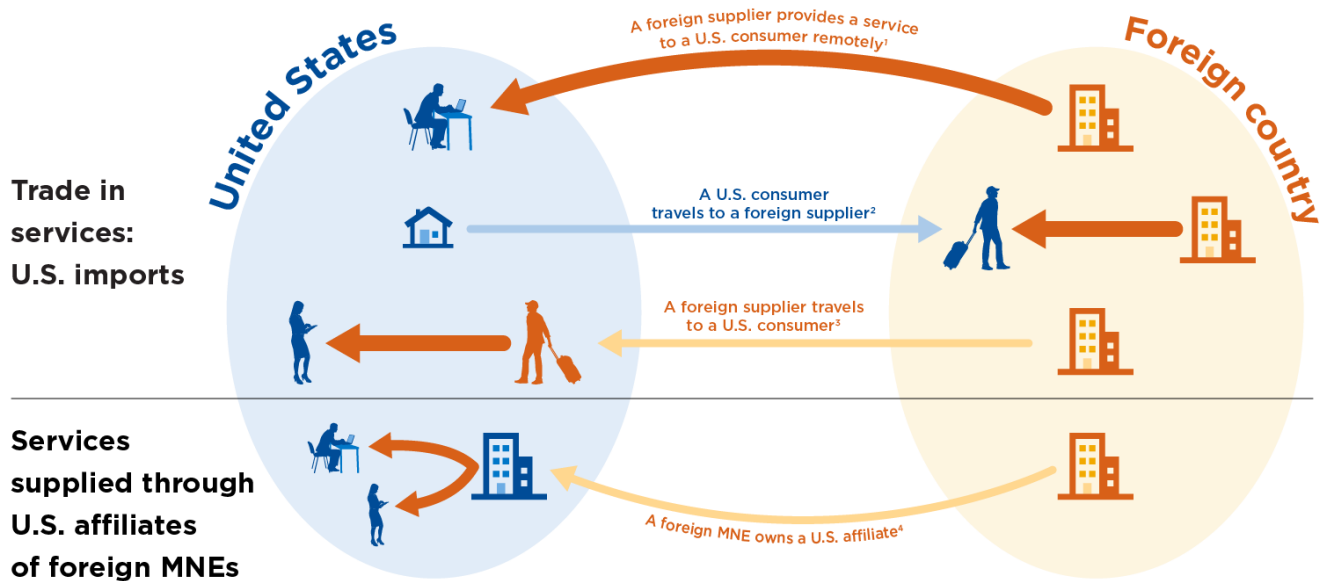 United States
Foreign country
A foreign supplier provides a service
to a U.S. consumer remotely¹
Trade in
services:
U.S. imports
A U.S. consumer
travels to a foreign supplier²
A foreign supplier travels
to a U.S. consumer³
Services
supplied through
U.S. affiliates
of foreign MNEs
A foreign MNE owns a U.S. affiliate⁴